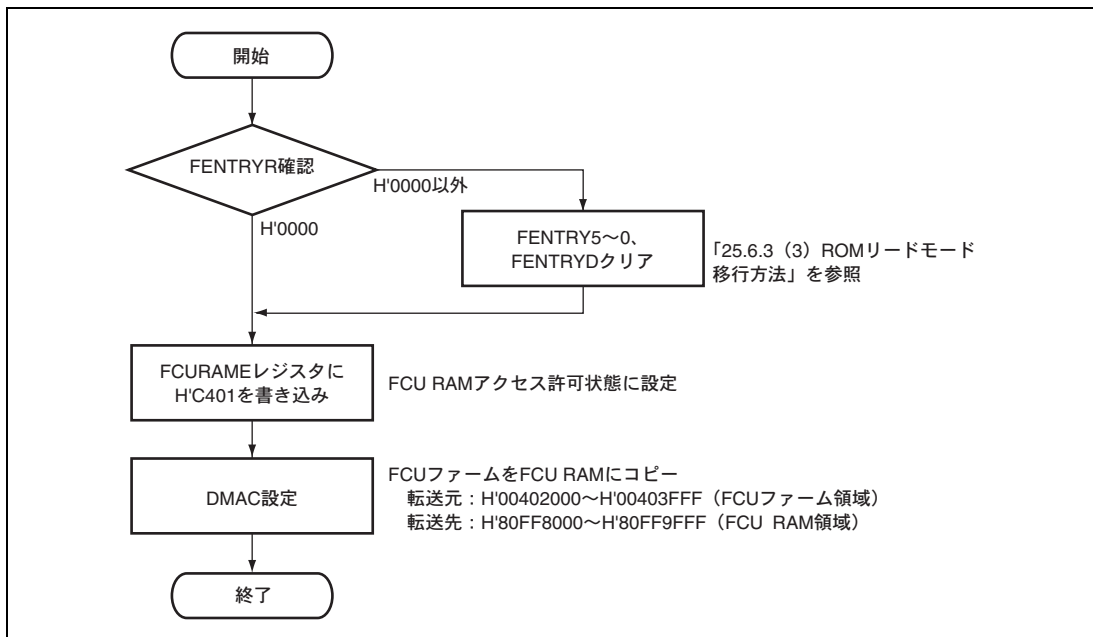 開始
FENTRYR確認
H'0000以外
H'0000
FENTRY5～0、
FENTRYDクリア
「25.6.3（3）ROMリードモード
移行方法」を参照
FCURAMEレジスタに
H'C401を書き込み
FCU RAMアクセス許可状態に設定
DMAC設定
FCUファームをFCU RAMにコピー
転送元：H'00402000～H'00403FFF（FCUファーム領域）
転送先：H'80FF8000～H'80FF9FFF（FCU RAM領域）
終了